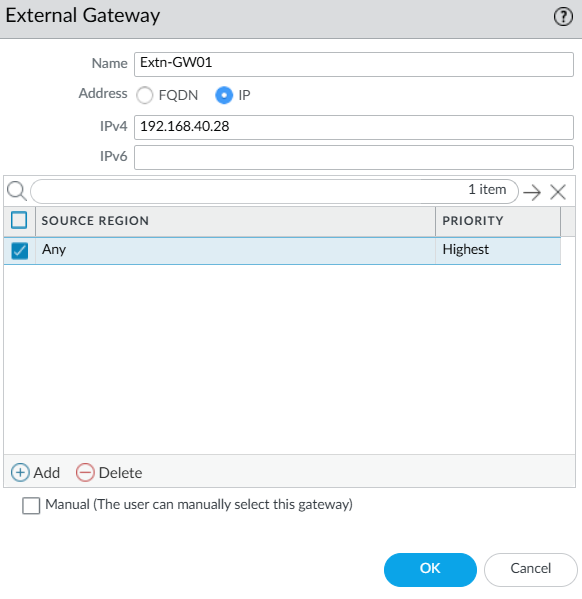 External Gateway ?
Name Extn-GW01
Address FQDN IP
IPv4 192.168.40.28
IPv6
1 item
SOURCE REGION PRIORITY
Any Highest
Add Delete
Manual (The user can manually select this gateway)
OK Cancel